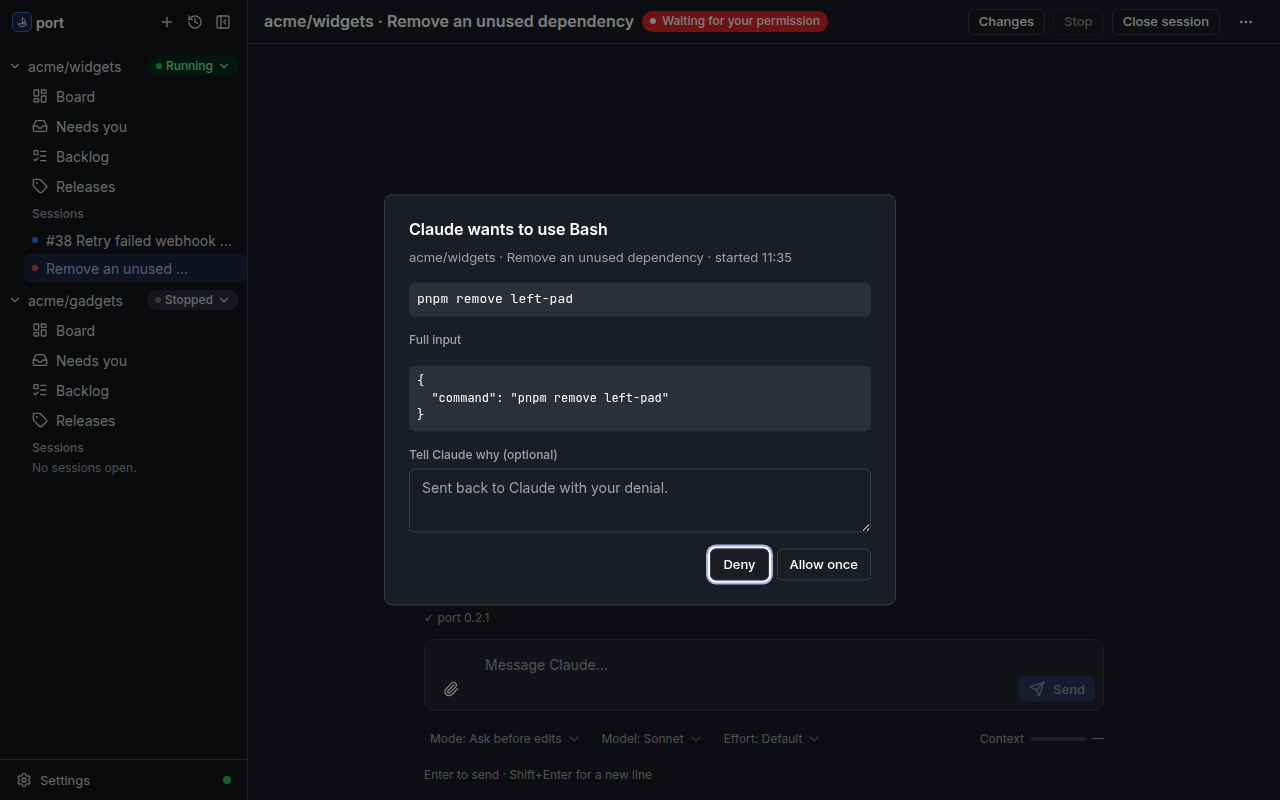 port
acme/widgets · Remove an unused dependency
Waiting for your permission
Changes
Stop
Close session
acme/widgets
Running
Board
Needs you
Backlog
Releases
Sessions
#38 Retry failed webhook ...
Remove an unused ...
acme/gadgets
Stopped
Board
Needs you
Backlog
Releases
Sessions
No sessions open.
Settings
Claude wants to use Bash
acme/widgets · Remove an unused dependency · started 11:35
pnpm remove left-pad
Full input
{
"command": "pnpm remove left-pad"
}
Tell Claude why (optional)
Sent back to Claude with your denial.
Deny
Allow once
✓ port 0.2.1
Message Claude...
Send
Mode: Ask before edits
Model: Sonnet
Effort: Default
Context
—
Enter to send · Shift+Enter for a new line